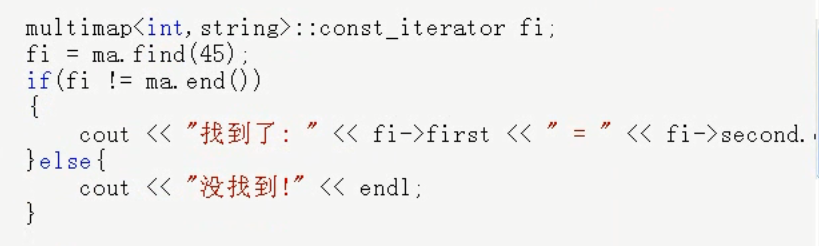 multimap<int,string>::const_iterator fi;
fi = ma.find(45);
if(fi != ma.end())
{
    cout << "找到了: " << fi->first << " = " << fi->second.
}else{
    cout << "没找到!" << endl;
}